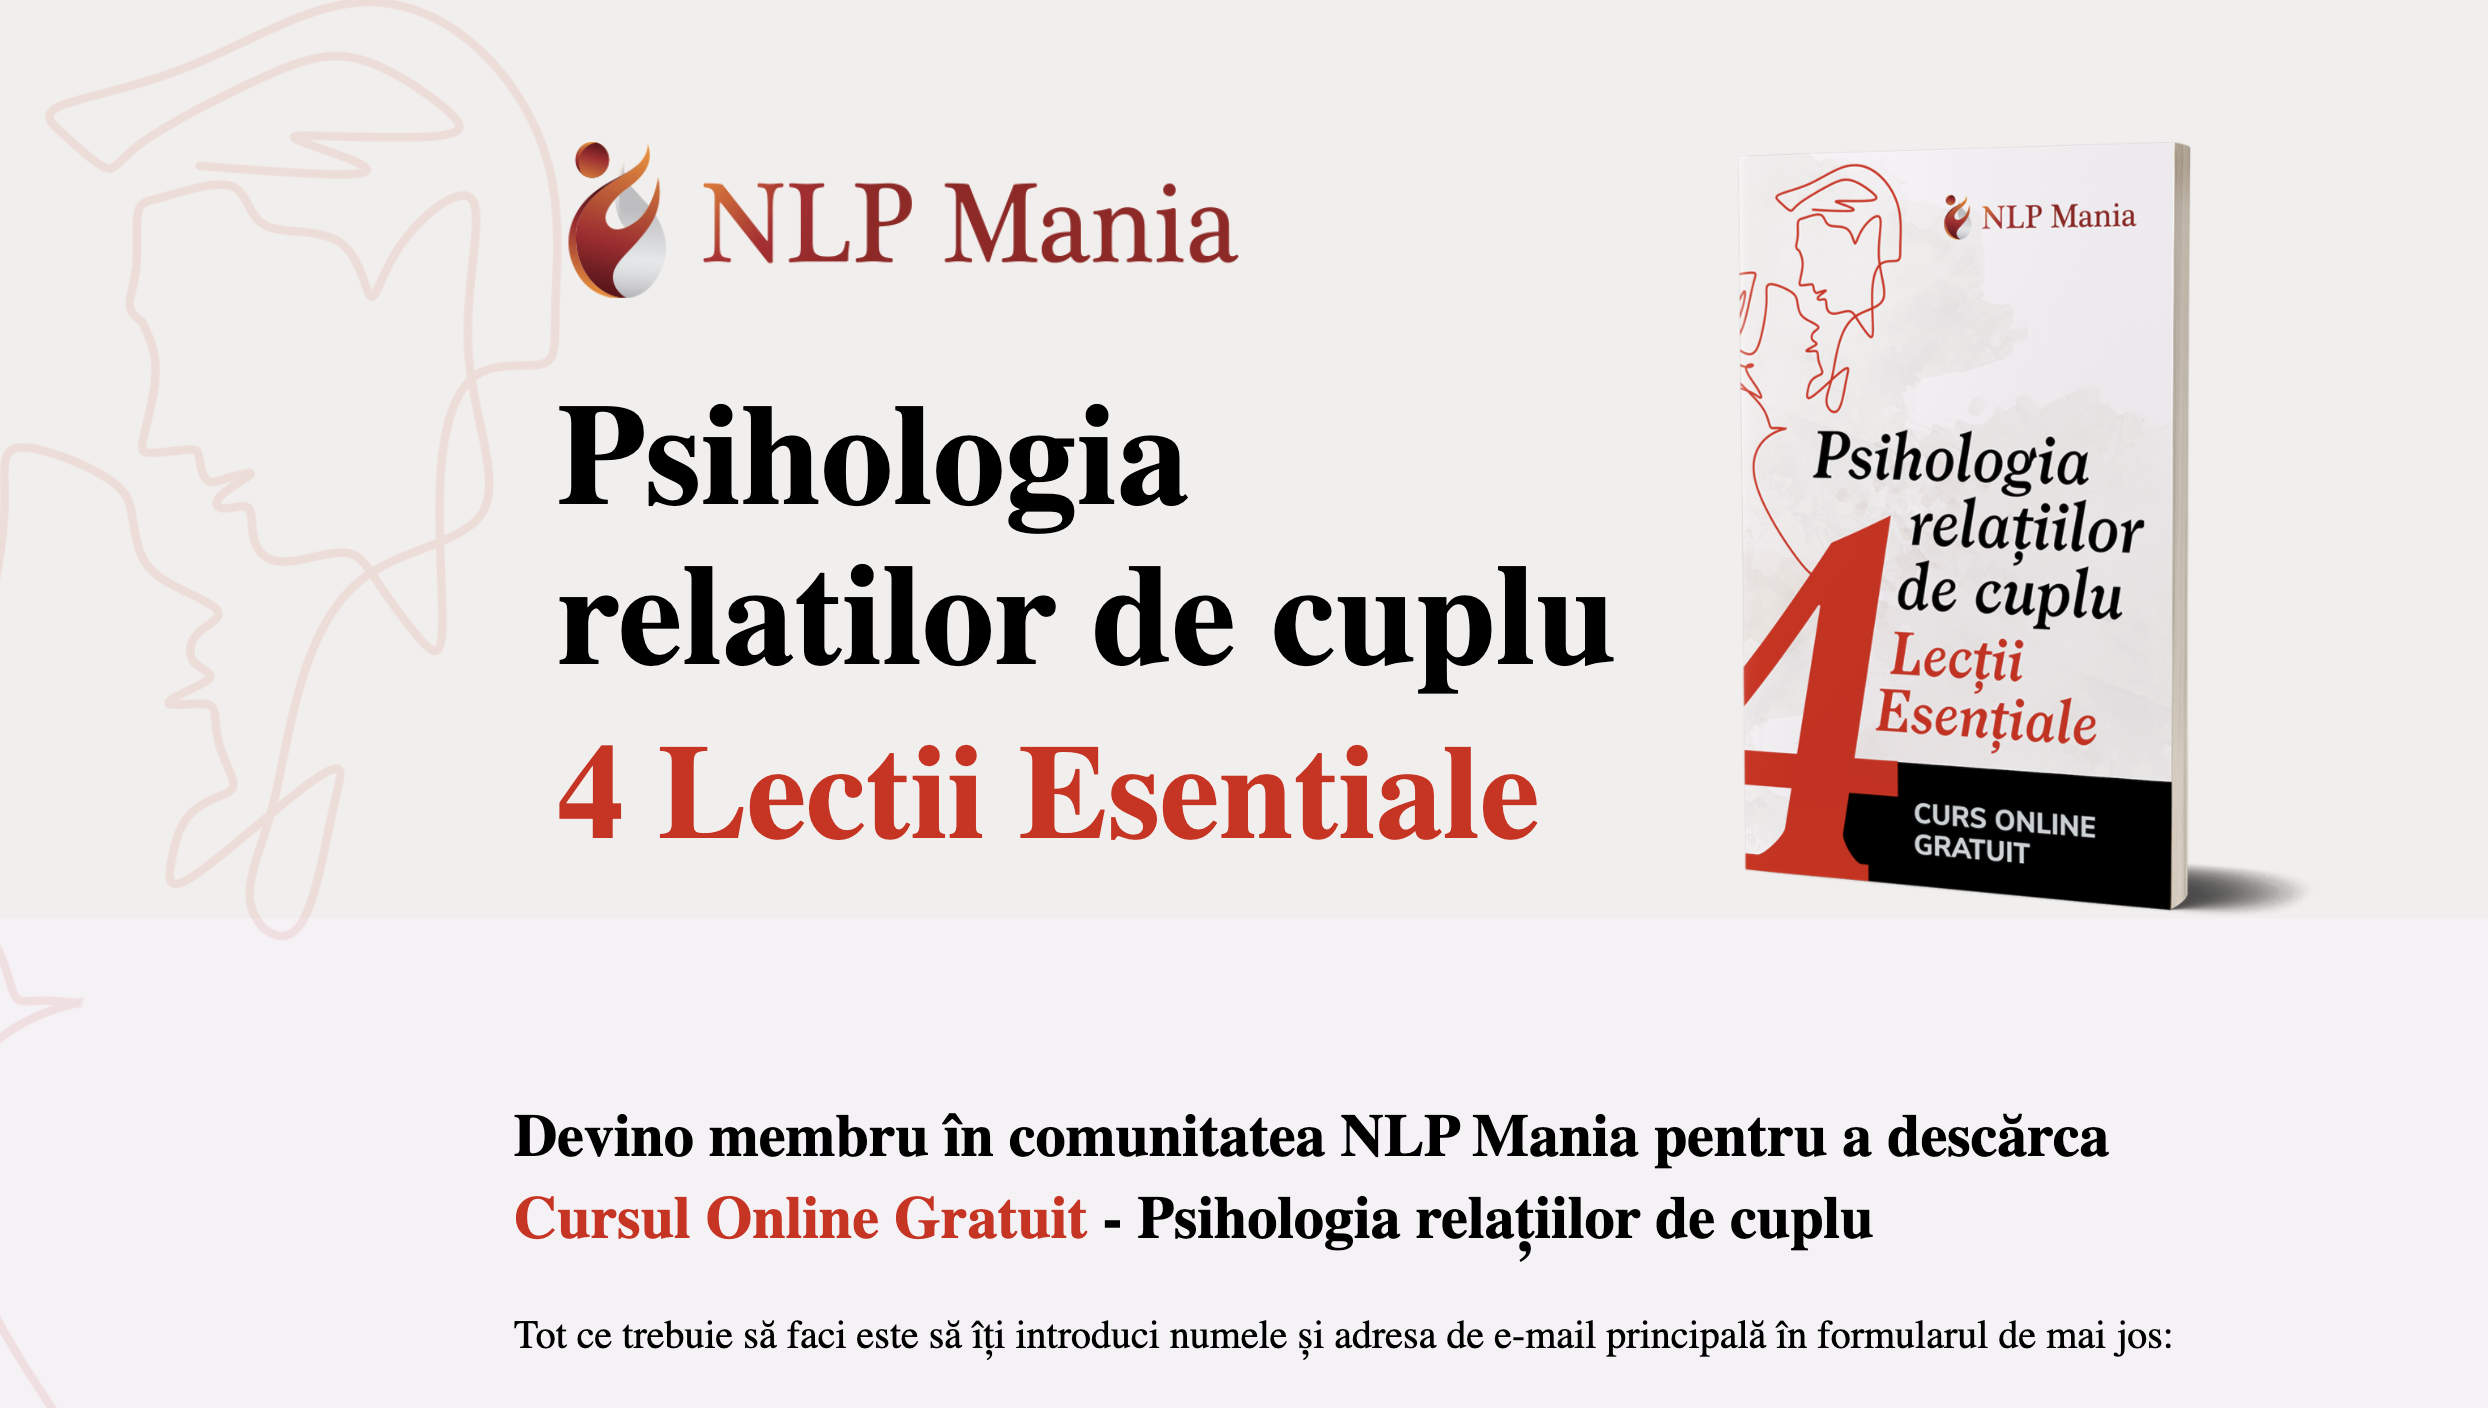 NLP Mania
Psihologia
relatilor de cuplu
4 Lectii Esentiale
NLP Mania
Psihologia
relațiilor
de cuplu
4 Lecții
Esențiale
CURS ONLINE
GRATUIT
Devino membru în comunitatea NLP Mania pentru a descărca
Cursul Online Gratuit - Psihologia relațiilor de cuplu
Tot ce trebuie să faci este să îți introduci numele și adresa de e-mail principală în formularul de mai jos: